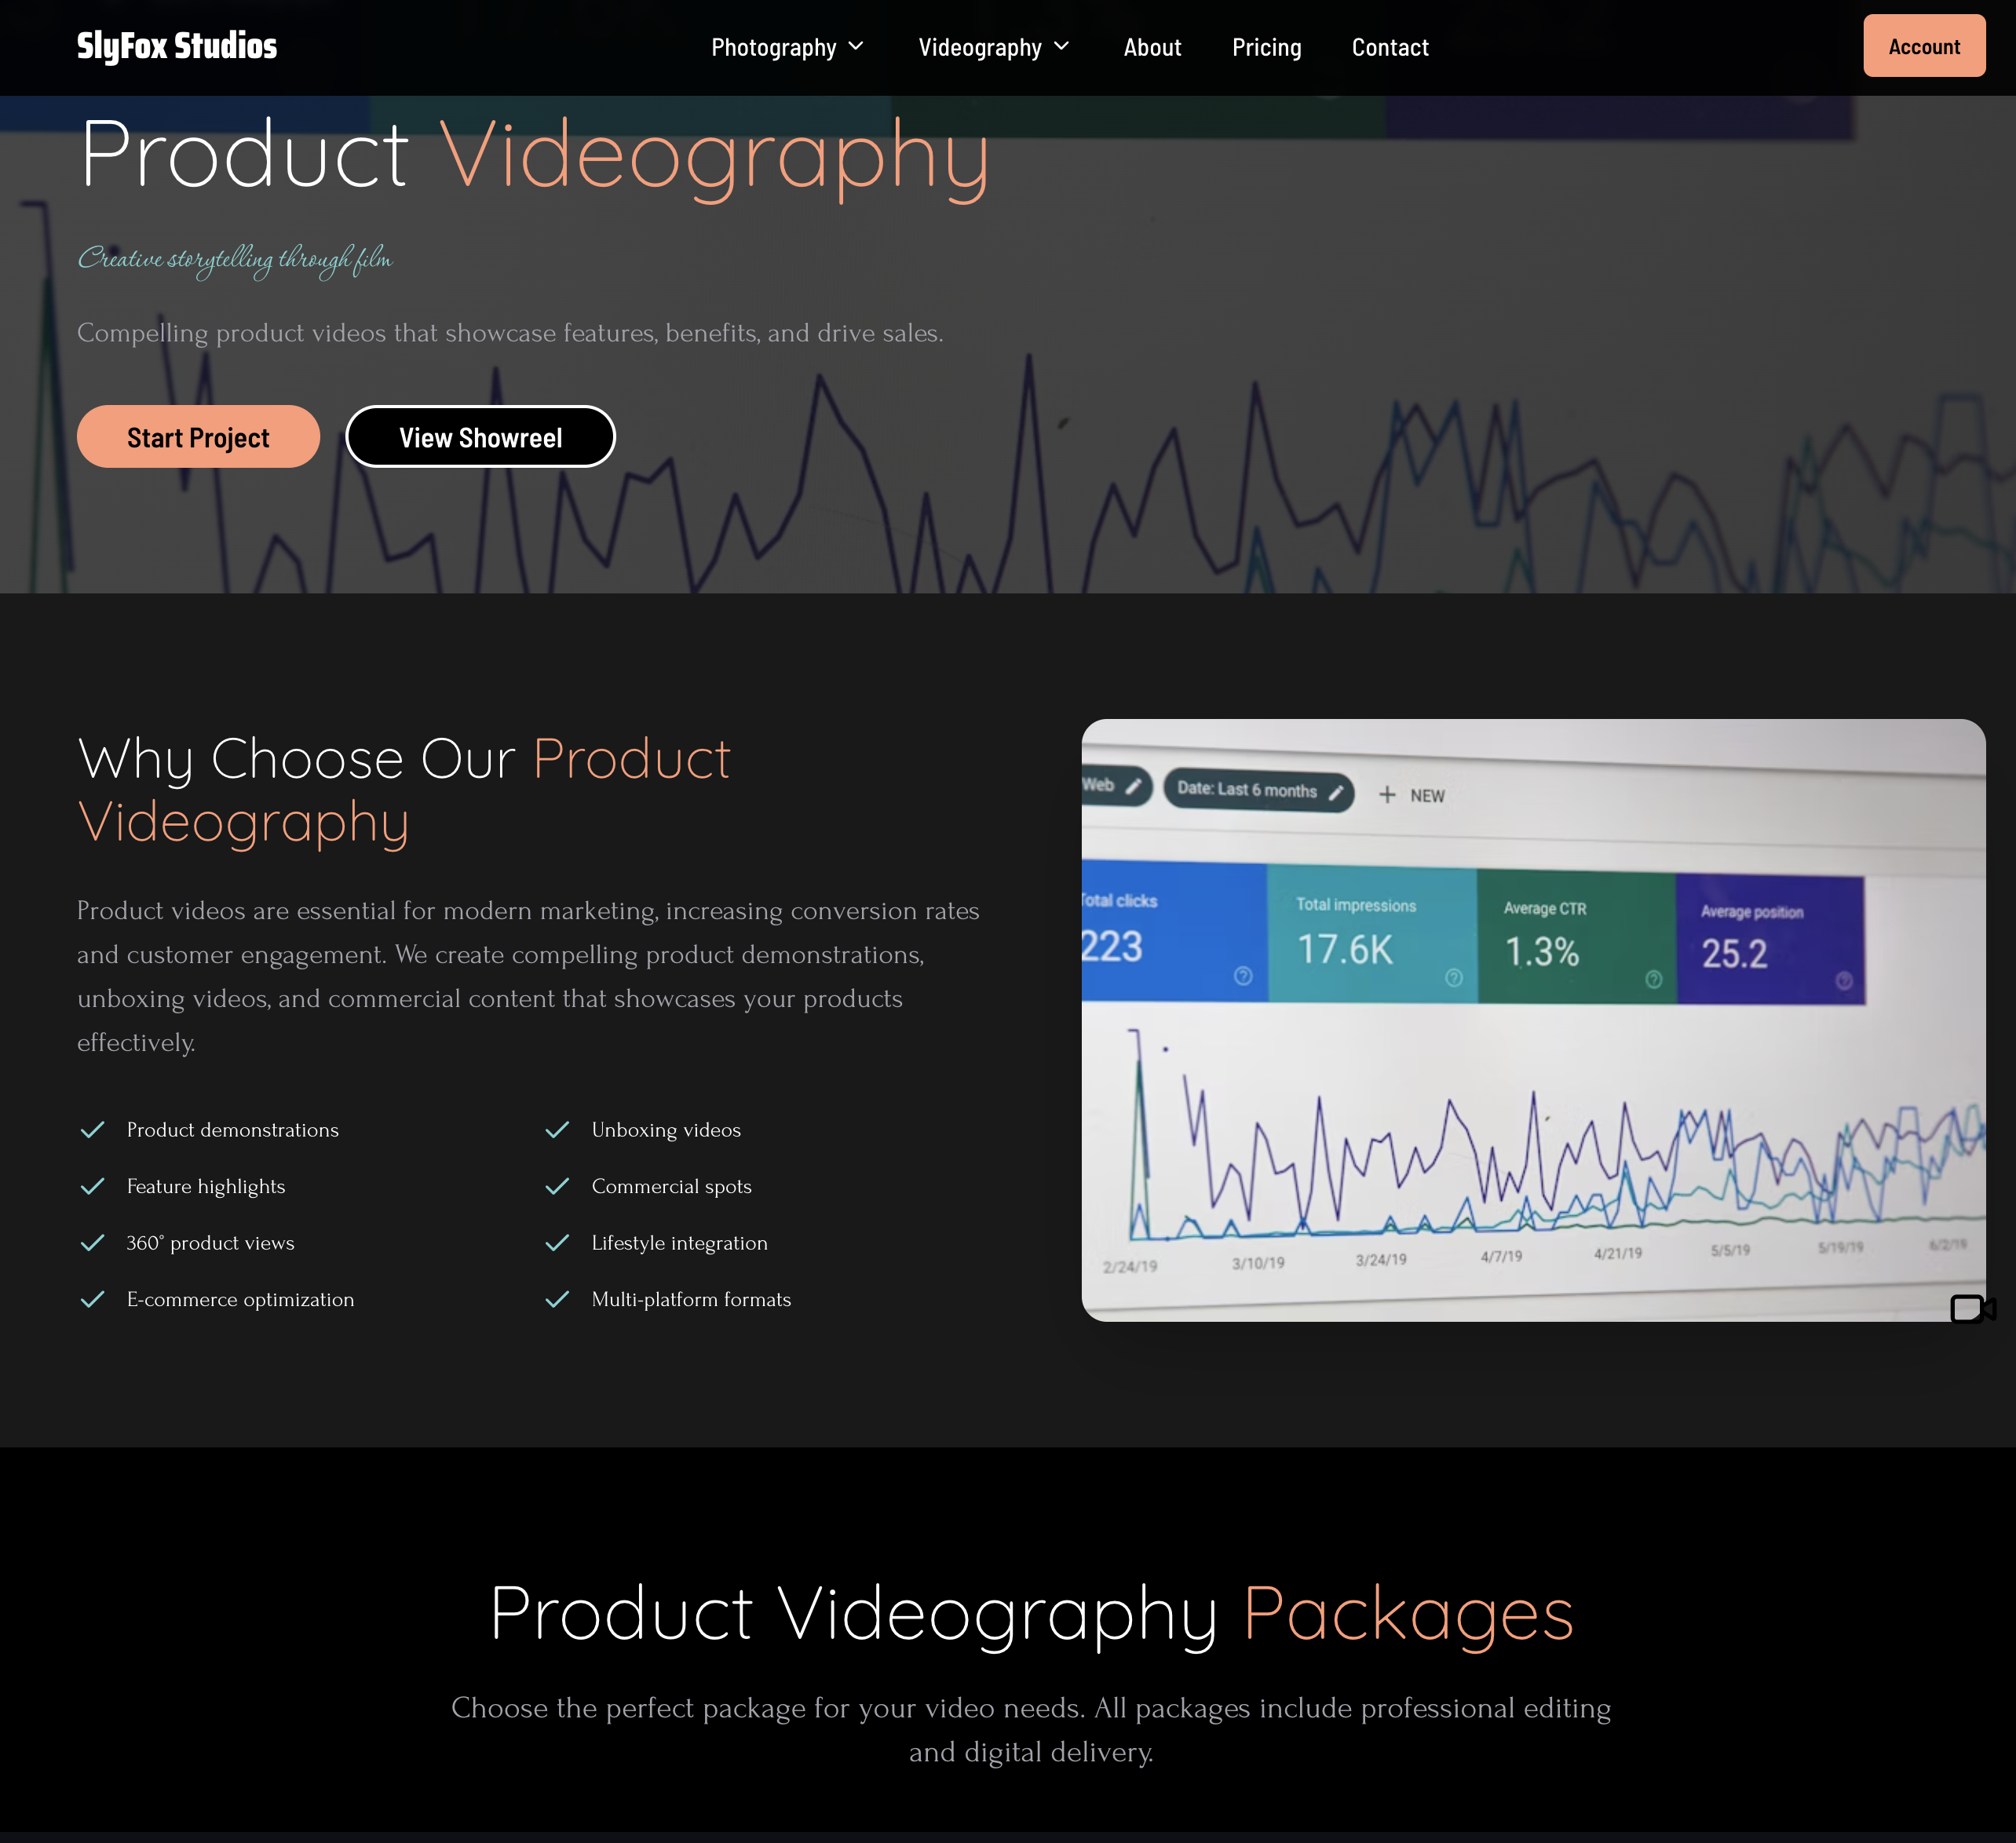 SlyFox Studios
Photography
Videography
About
Pricing
Contact
Account
Product Videography
Creative storytelling through film
Compelling product videos that showcase features, benefits, and drive sales.
Start Project
View Showreel
Why Choose Our Product
Videography
Product videos are essential for modern marketing, increasing conversion rates
and customer engagement. We create compelling product demonstrations,
unboxing videos, and commercial content that showcases your products
effectively.
Product demonstrations
Unboxing videos
Feature highlights
Commercial spots
360° product views
Lifestyle integration
E-commerce optimization
Multi-platform formats
Web
Date: Last 6 months
+ NEW
Total clicks
223
Total impressions
17.6K
Average CTR
1.3%
Average position
25.2
2/24/19
3/10/19
3/24/19
4/7/19
4/21/19
5/5/19
5/19/19
6/2/19
Product Videography Packages
Choose the perfect package for your video needs. All packages include professional editing
and digital delivery.